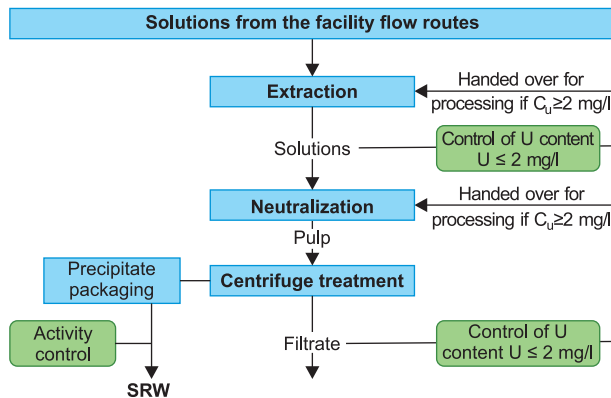 Solutions from the facility flow routes
Extraction
Handed over for
processing if Cu≥2 mg/l
Solutions
Control of U content
U ≤ 2 mg/l
Neutralization
Handed over for
processing if Cu≥2 mg/l
Pulp
Precipitate
packaging
Centrifuge treatment
Activity
control
Filtrate
Control of U
content U ≤ 2 mg/l
SRW